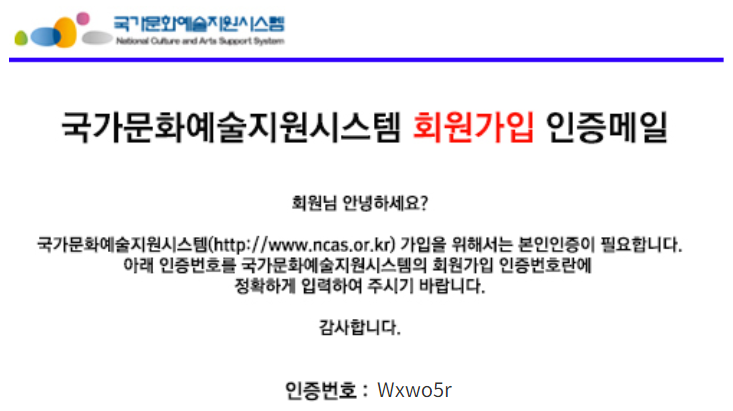 국가문화예술지원시스템
National Culture and Arts Support System
국가문화예술지원시스템 회원가입 인증메일
회원님 안녕하세요?
국가문화예술지원시스템(http://www.ncas.or.kr) 가입을 위해서는 본인인증이 필요합니다.
아래 인증번호를 국가문화예술지원시스템의 회원가입 인증번호란에
정확하게 입력하여 주시기 바랍니다.
감사합니다.
인증번호 : Wxwo5r